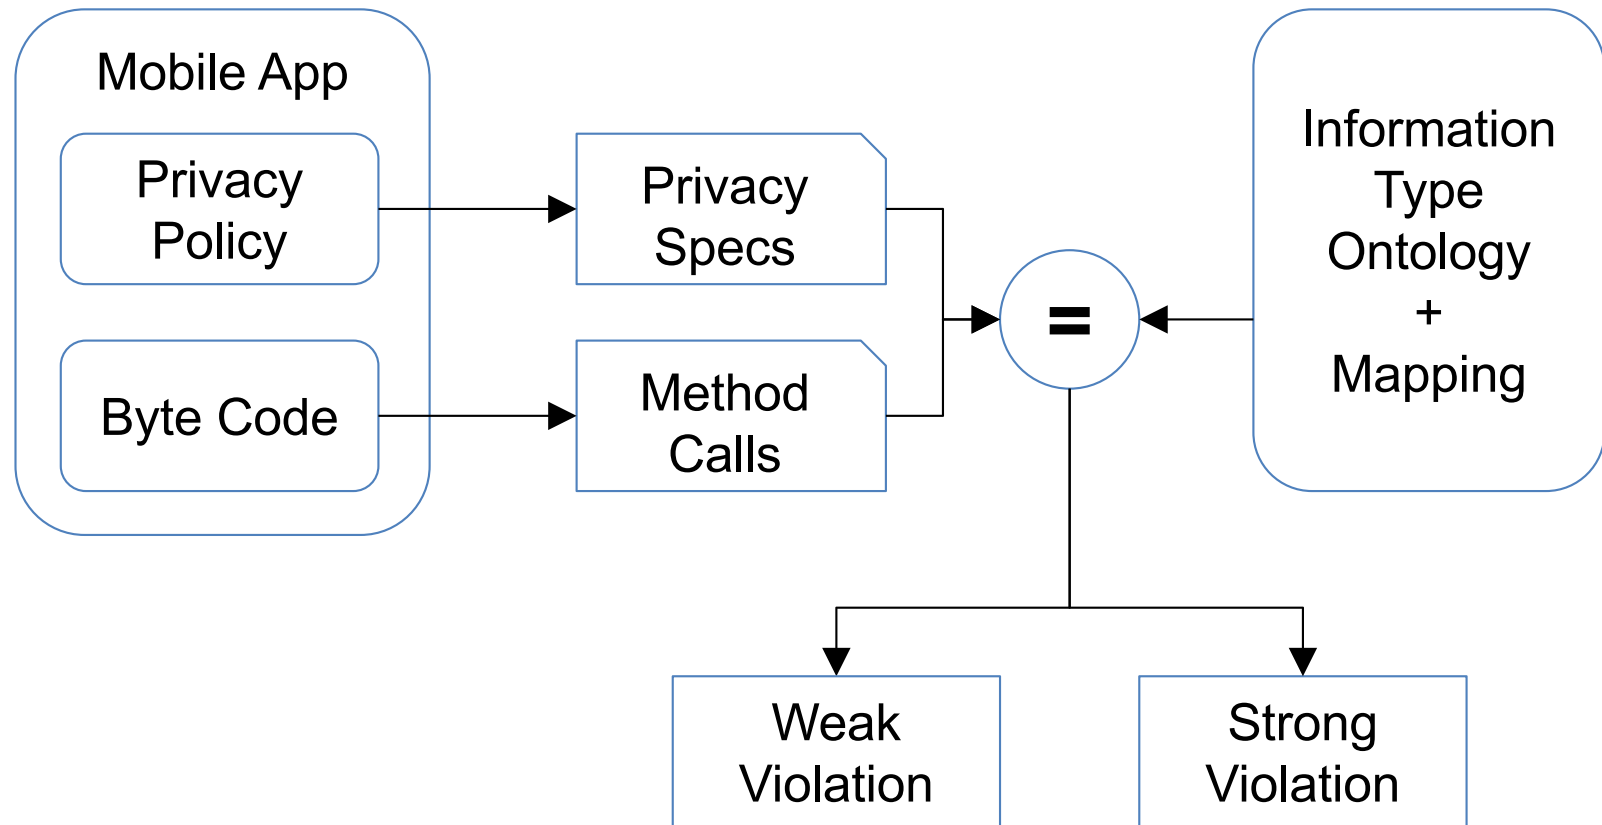 Mobile App
Privacy
Policy
Byte Code
Privacy
Specs
Method
Calls
=
Information
Type
Ontology
+
Mapping
Weak
Violation
Strong
Violation